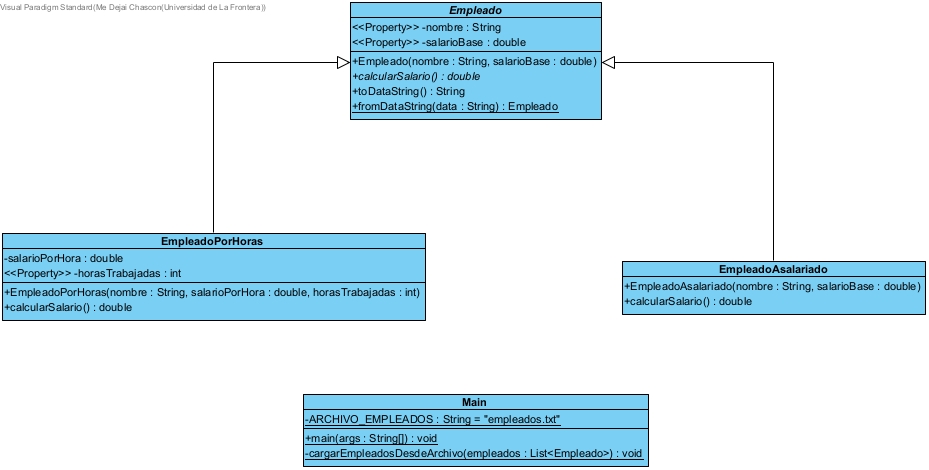 Visual Paradigm Standard(Me Dejai Chascon(Universidad de La Frontera))
Empleado
<<Property>> -nombre : String
<<Property>> -salarioBase : double
+Empleado(nombre : String, salarioBase : double)
+calcularSalario() : double
+toDataString() : String
+fromDataString(data : String) : Empleado
EmpleadoPorHoras
-salarioPorHora : double
<<Property>> -horasTrabajadas : int
+EmpleadoPorHoras(nombre : String, salarioPorHora : double, horasTrabajadas : int)
+calcularSalario() : double
EmpleadoAsalariado
+EmpleadoAsalariado(nombre : String, salarioBase : double)
+calcularSalario() : double
Main
-ARCHIVO_EMPLEADOS : String = "empleados.txt"
+main(args : String[]) : void
-cargarEmpleadosDesdeArchivo(empleados : List<Empleado>) : void